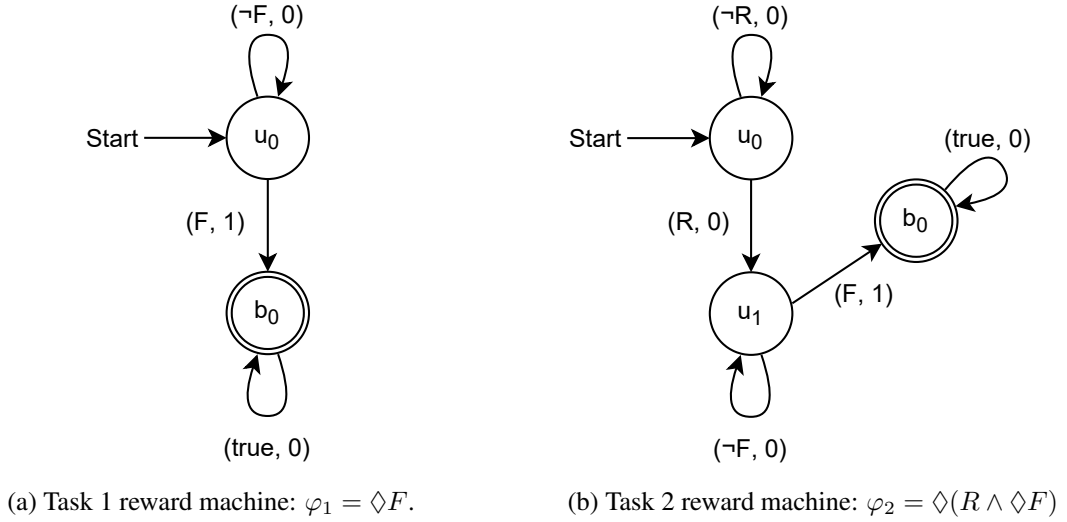 (¬F, 0)
Start
u0
(F, 1)
b0
(true, 0)
(a) Task 1 reward machine: φ1 = ◊F.
(¬R, 0)
Start
u0
(R, 0)
u1
(F, 1)
b0
(true, 0)
(¬F, 0)
(b) Task 2 reward machine: φ2 = ◊(R ∧ ◊F)